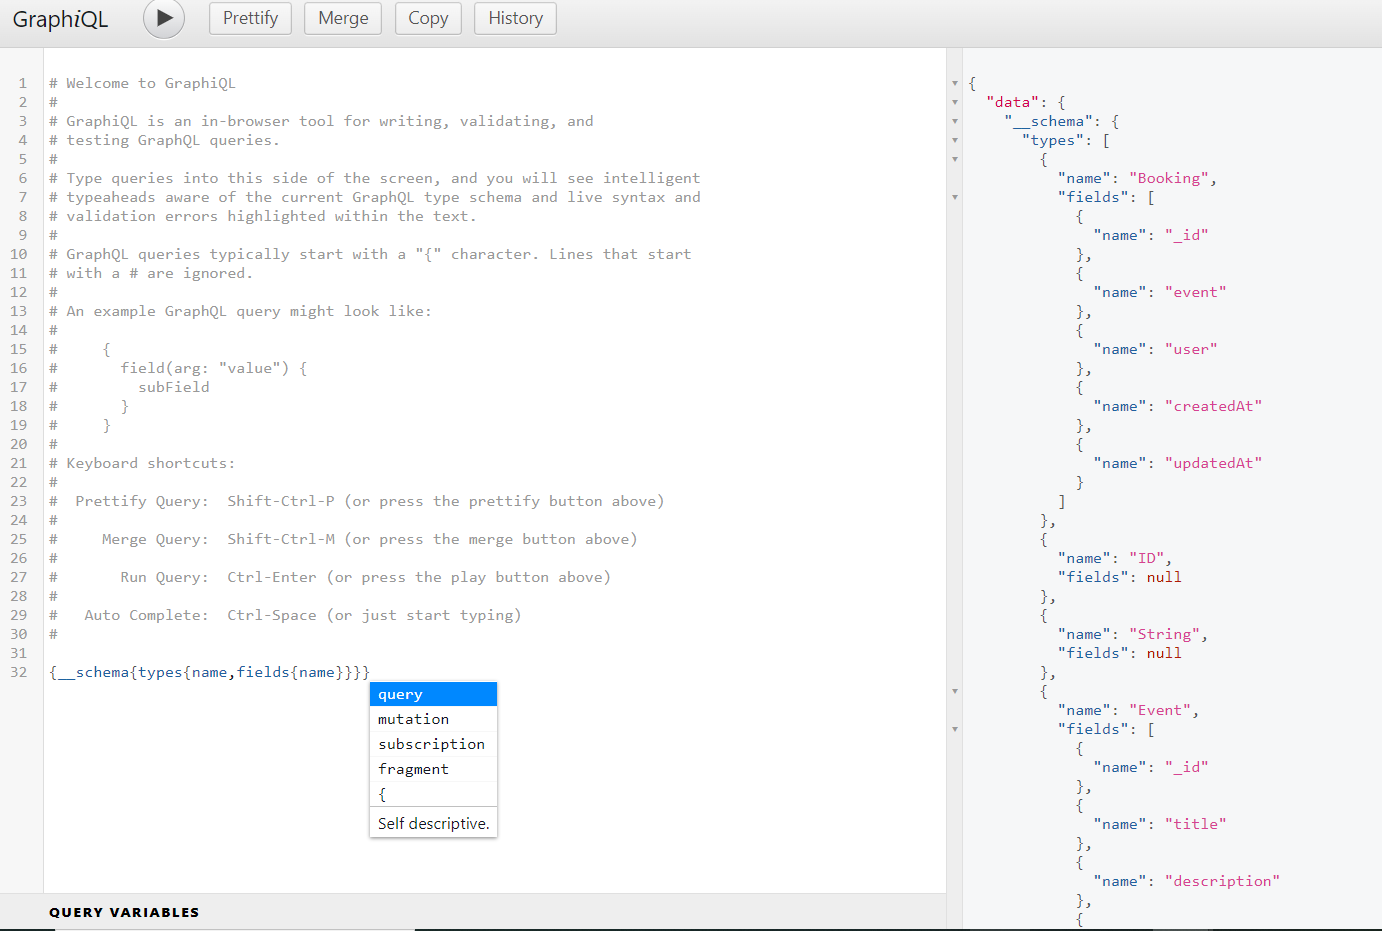 GraphiQL
Prettify
Merge
Copy
History
1 # Welcome to GraphiQL
2 #
3 # GraphiQL is an in-browser tool for writing, validating, and
4 # testing GraphQL queries.
5 #
6 # Type queries into this side of the screen, and you will see intelligent
7 # typeaheads aware of the current GraphQL type schema and live syntax and
8 # validation errors highlighted within the text.
9 #
10 # GraphQL queries typically start with a "{" character. Lines that start
11 # with a # are ignored.
12 #
13 # An example GraphQL query might look like:
14 #
15 #     {
16 #       field(arg: "value") {
17 #         subField
18 #       }
19 #     }
20 #
21 # Keyboard shortcuts:
22 #
23 #  Prettify Query:  Shift-Ctrl-P (or press the prettify button above)
24 #
25 #     Merge Query:  Shift-Ctrl-M (or press the merge button above)
26 #
27 #       Run Query:  Ctrl-Enter (or press the play button above)
28 #
29 #   Auto Complete:  Ctrl-Space (or just start typing)
30 #
31
32 {__schema{types{name,fields{name}}}}
query
mutation
subscription
fragment
{
Self descriptive.
QUERY VARIABLES
{
  "data": {
    "__schema": {
      "types": [
        {
          "name": "Booking",
          "fields": [
            {
              "name": "_id"
            },
            {
              "name": "event"
            },
            {
              "name": "user"
            },
            {
              "name": "createdAt"
            },
            {
              "name": "updatedAt"
            }
          ]
        },
        {
          "name": "ID",
          "fields": null
        },
        {
          "name": "String",
          "fields": null
        },
        {
          "name": "Event",
          "fields": [
            {
              "name": "_id"
            },
            {
              "name": "title"
            },
            {
              "name": "description"
            },
            {